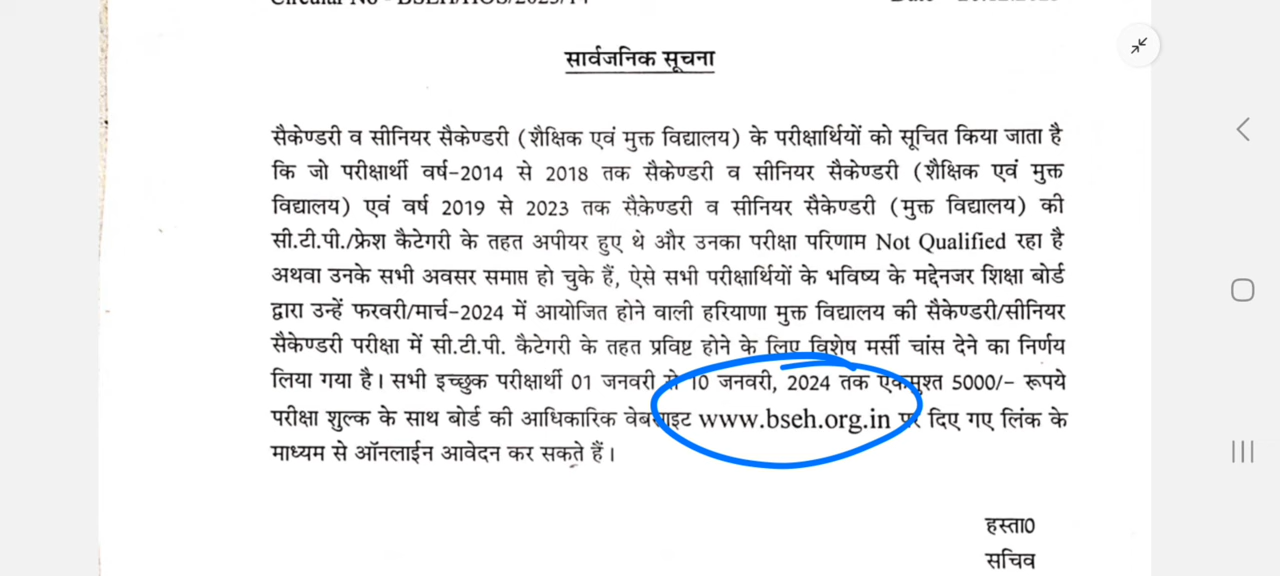 सार्वजनिक सूचना
सैकेण्डरी व सीनियर सैकेण्डरी (शैक्षिक एवं मुक्त विद्यालय) के परीक्षार्थियों को सूचित किया जाता है
कि जो परीक्षार्थी वर्ष-2014 से 2018 तक सैकेण्डरी व सीनियर सैकेण्डरी (शैक्षिक एवं मुक्त
विद्यालय) एवं वर्ष 2019 से 2023 तक सैकेण्डरी व सीनियर सैकेण्डरी (मुक्त विद्यालय) की
सी.टी.पी./फ्रेश कैटेगरी के तहत अपीयर हुए थे और उनका परीक्षा परिणाम Not Qualified रहा है
अथवा उनके सभी अवसर समाप्त हो चुके हैं, ऐसे सभी परीक्षार्थियों के भविष्य के मद्देनजर शिक्षा बोर्ड
द्वारा उन्हें फरवरी/मार्च-2024 में आयोजित होने वाली हरियाणा मुक्त विद्यालय की सैकेण्डरी/सीनियर
सैकेण्डरी परीक्षा में सी.टी.पी. कैटेगरी के तहत प्रविष्ट होने के लिए विशेष मर्सी चांस देने का निर्णय
लिया गया है। सभी इच्छुक परीक्षार्थी 01 जनवरी से 10 जनवरी, 2024 तक एकमुश्त 5000/- रूपये
परीक्षा शुल्क के साथ बोर्ड की आधिकारिक वेबसाइट www.bseh.org.in पर दिए गए लिंक के
माध्यम से ऑनलाईन आवेदन कर सकते हैं।
हस्ता0
सचिव